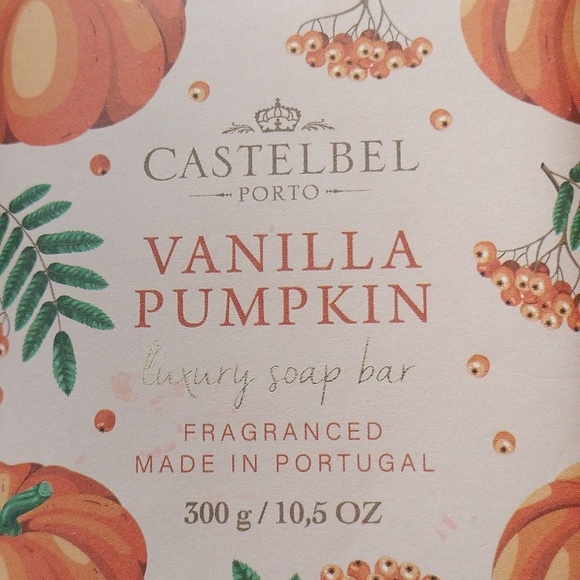 CASTELBEL
PORTO
VANILLA
PUMPKIN
luxury soap bar
FRAGRANCED
MADE IN PORTUGAL
300 g / 10,5 OZ